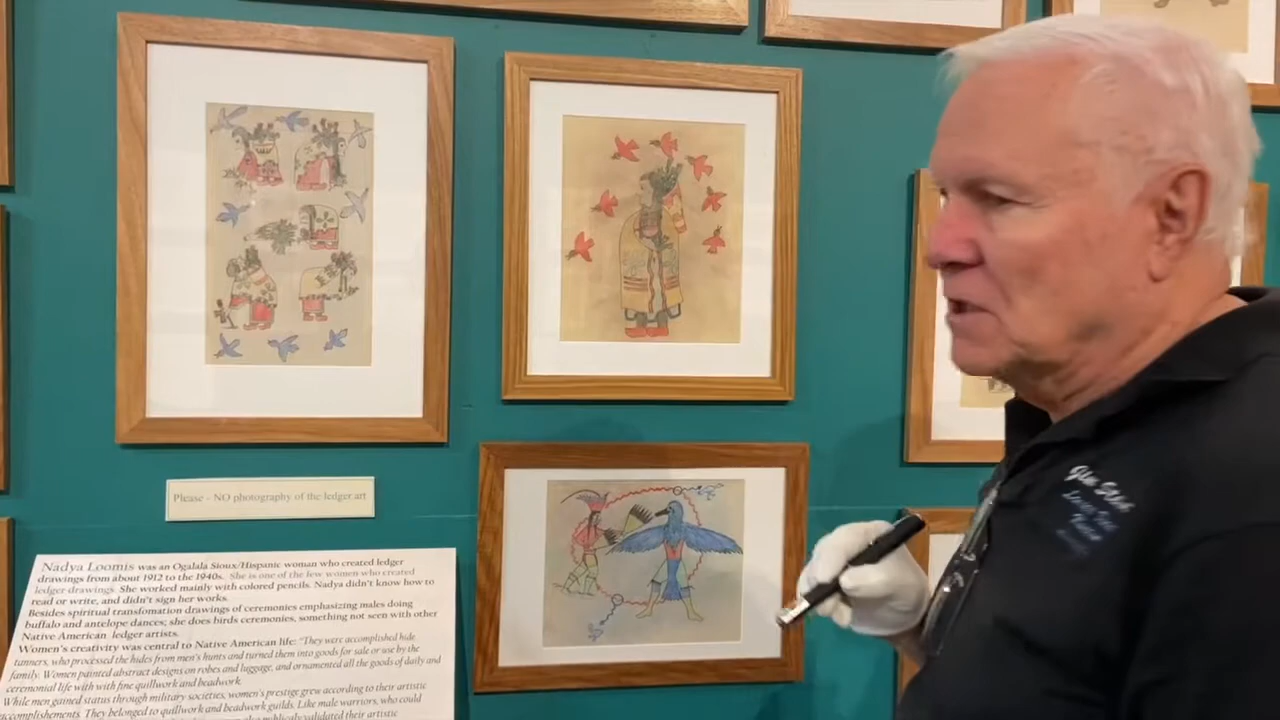 Please - NO photography of the ledger art
Nadya Loomis was an Ogalala Sioux/Hispanic woman who created ledger
drawings from about 1912 to the 1940s. She is one of the few women who created
ledger drawings. She worked mainly with colored pencils. Nadya didn't know how to
read or write, and didn't sign her works.
Besides spiritual transfomation drawings of ceremonies emphasizing males doing
buffalo and antelope dances; she does birds ceremonies, something not seen with other
Native American ledger artists.
Women's creativity was central to Native American life: "They were accomplished hide
tanners, who processed the hides from men's hunts and turned them into goods for sale or use by the
family. Women painted abstract designs on robes and luggage, and ornamented all the goods of daily and
ceremonial life with with fine quillwork and beadwork.
While men gained status through military societies, women's prestige grew according to their artistic
accomplishments. They belonged to quillwork and beadwork guilds. Like male warriors, who could
publicaly validated their artistic